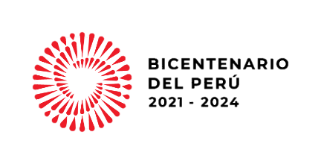 BICENTENARIO
DEL PERÚ
2021 - 2024